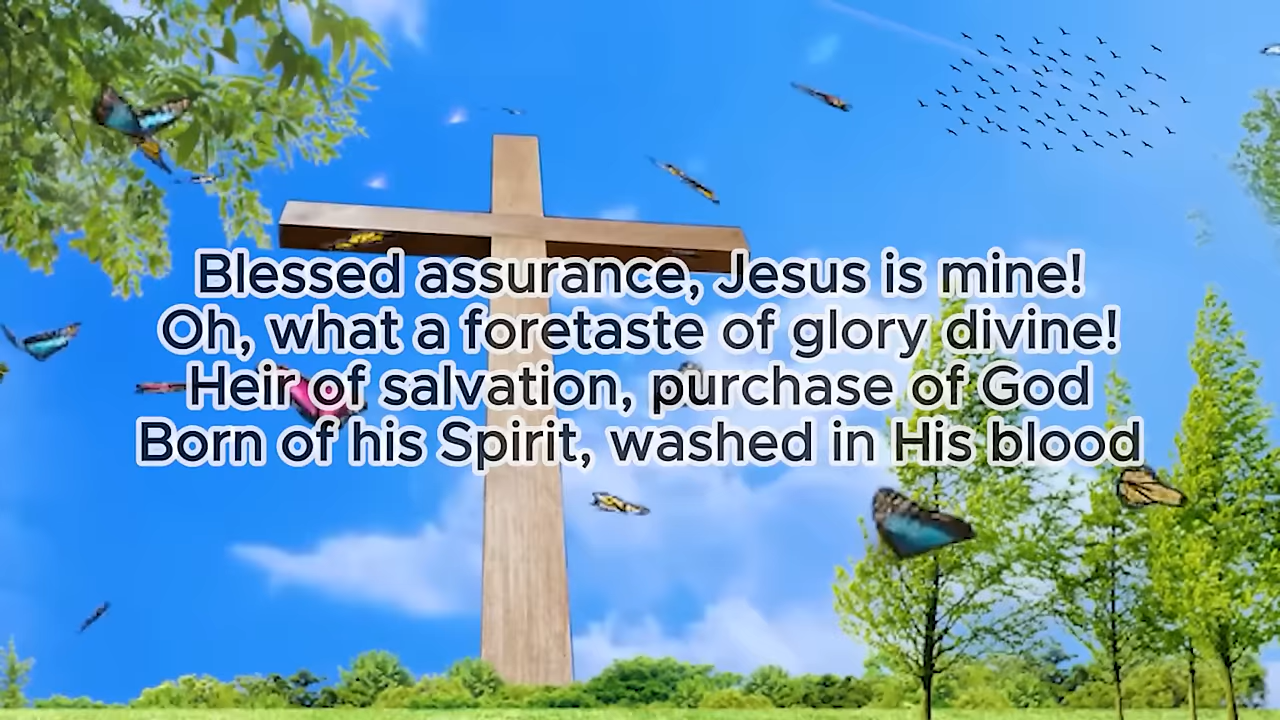 Blessed assurance, Jesus is mine!
Oh, what a foretaste of glory divine!
Heir of salvation, purchase of God
Born of his Spirit, washed in His blood